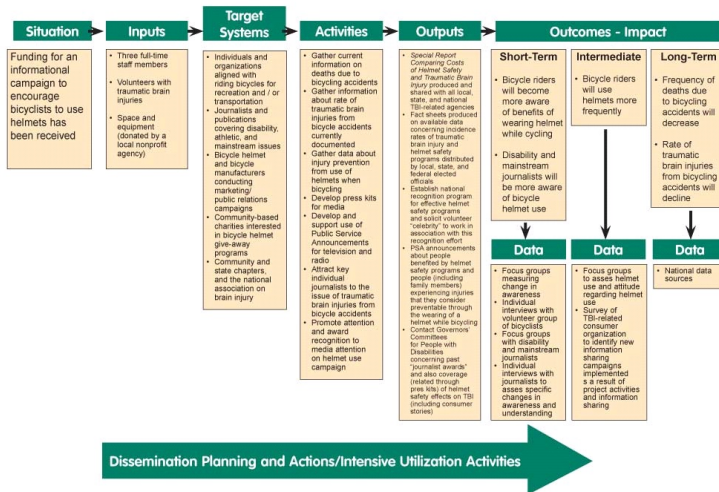 Situation
Funding for an
informational
campaign to
encourage
bicyclists to use
helmets has
been received
Inputs
• Three full-time
staff members
• Volunteers with
traumatic brain
injuries
• Space and
equipment
(donated by a
local nonprofit
agency)
Target
Systems
• Individuals and
organizations
aligned with
riding bicycles for
recreation and / or
transportation
• Journalists and
publications
covering disability,
athletic, and
mainstream issues
• Bicycle helmet
and bicycle
manufacturers
conducting
marketing/
public relations
campaigns
• Community-based
charities interested
in bicycle helmet
give-away
programs
• Community and
state chapters,
and the national
association on
brain injury
Activities
• Gather current
information on
deaths due to
bicycling accidents
• Gather information
about rate of
traumatic brain
injuries from
bicycle accidents
currently
documented
• Gather data about
injury prevention
from use of
helmets when
bicycling
• Develop press kits
for media
• Develop and
support use of
Public Service
Announcements
for television and
radio
• Attract key
individual
journalists to the
issue of traumatic
brain injuries from
bicycle accidents
• Promote attention
and award
recognition to
media attention
on helmet use
campaign
Outputs
• Special Report
Comparing Costs
of Helmet Safety
and Traumatic Brain
Injury produced and
shared with all local,
state, and national
TBI-related agencies
• Fact sheets produced
on available data
concerning incidence
rates of traumatic
brain injury and
helmet safety
programs distributed
by local, state, and
federal elected
officials
• Establish national
recognition program
for effective helmet
safety programs
and solicit volunteer
"celebrity" to work in
association with this
recognition effort
• PSA announcements
about people
benefited by helmet
safety programs and
people (including
family members)
experiencing injuries
that they consider
preventable through
the wearing of a
helmet while bicycling
• Contact Governors'
Committees
for People with
Disabilities
concerning past
"journalist awards"
and also coverage
(related through
pres kits) of helmet
safety effects on TBI
(including consumer
stories)
Outcomes - Impact
Short-Term
• Bicycle riders
will become
more aware
of benefits of
wearing helmet
while cycling
• Disability and
mainstream
journalists will
be more aware
of bicycle
helmet use
Data
• Focus groups
measuring
change in
awareness
• Individual
interviews with
volunteer group of
bicyclists
• Focus groups
with disability
and mainstream
journalists
• Individual
interviews with
journalists to
asses specific
changes in
awareness and
understanding
Intermediate
• Bicycle riders
will use
helmets more
frequently
Data
• Focus groups
to asses helmet
use and attitude
regarding helmet
use
• Survey of
TBI-related
consumer
organization
to identify new
information
sharing
campaigns
implemented
s a result of
project activities
and information
sharing
Long-Term
• Frequency of
deaths due
to bicycling
accidents will
decrease
• Rate of
traumatic
brain injuries
from bicycling
accidents will
decline
Data
• National data
sources
Dissemination Planning and Actions/Intensive Utilization Activities